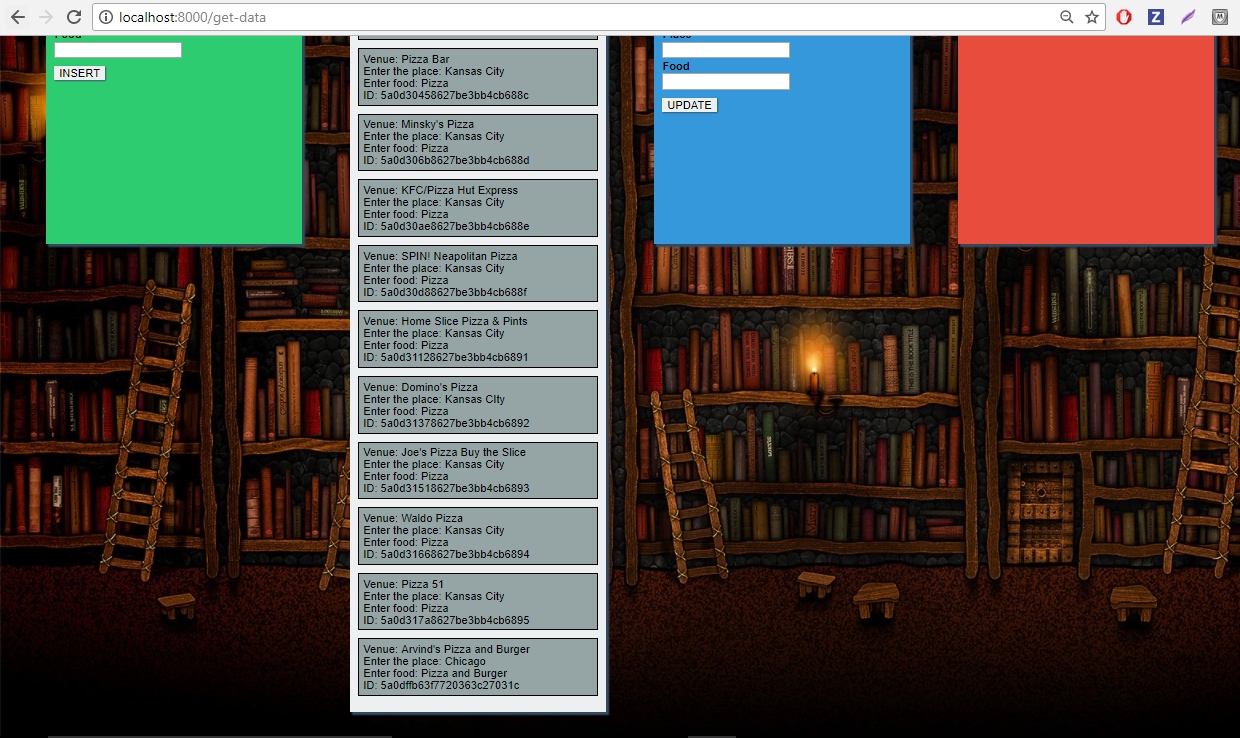 localhost:8000/get-data
Food
INSERT
Venue: Pizza Bar
Enter the place: Kansas City
Enter food: Pizza
ID: 5a0d30458627be3bb4cb688c
Venue: Minsky's Pizza
Enter the place: Kansas City
Enter food: Pizza
ID: 5a0d306b8627be3bb4cb688d
Venue: KFC/Pizza Hut Express
Enter the place: Kansas City
Enter food: Pizza
ID: 5a0d30ae8627be3bb4cb688e
Venue: SPIN! Neapolitan Pizza
Enter the place: Kansas City
Enter food: Pizza
ID: 5a0d30d88627be3bb4cb688f
Venue: Home Slice Pizza & Pints
Enter the place: Kansas City
Enter food: Pizza
ID: 5a0d31128627be3bb4cb6891
Venue: Domino's Pizza
Enter the place: Kansas CIty
Enter food: Pizza
ID: 5a0d31378627be3bb4cb6892
Venue: Joe's Pizza Buy the Slice
Enter the place: Kansas City
Enter food: Pizza
ID: 5a0d31518627be3bb4cb6893
Venue: Waldo Pizza
Enter the place: Kansas City
Enter food: Pizza
ID: 5a0d31668627be3bb4cb6894
Venue: Pizza 51
Enter the place: Kansas City
Enter food: Pizza
ID: 5a0d317a8627be3bb4cb6895
Venue: Arvind's Pizza and Burger
Enter the place: Chicago
Enter food: Pizza and Burger
ID: 5a0dffb63f7720363c27031c
Place
Food
UPDATE
THIS IS THE BOOK TITLE